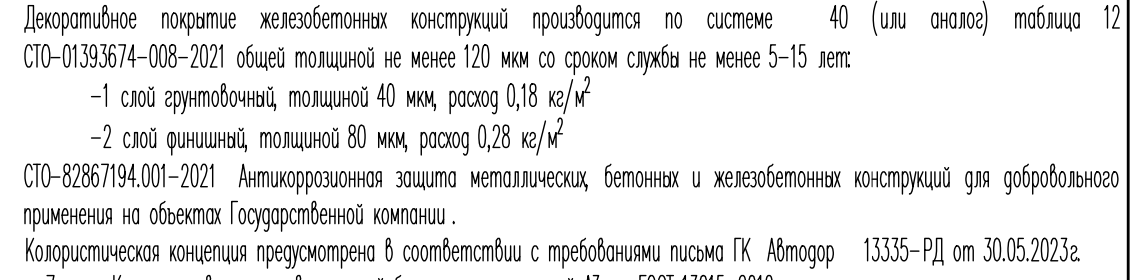 Декоративное покрытие железобетонных конструкций производится по системе 40 (или аналог) таблица 12
СТО-01393674-008-2021 общей толщиной не менее 120 мкм со сроком службы не менее 5-15 лет:
-1 слой грунтовочный, толщиной 40 мкм, расход 0,18 кг/м²
-2 слой финишный, толщиной 80 мкм, расход 0,28 кг/м²
СТО-82867194.001-2021 Антикоррозионная защита металлических, бетонных и железобетонных конструкций для добровольного
применения на объектах Государственной компании .
Колористическая концепция предусмотрена в соответствии с требованиями письма ГК Автодор 13335-РД от 30.05.2023г.